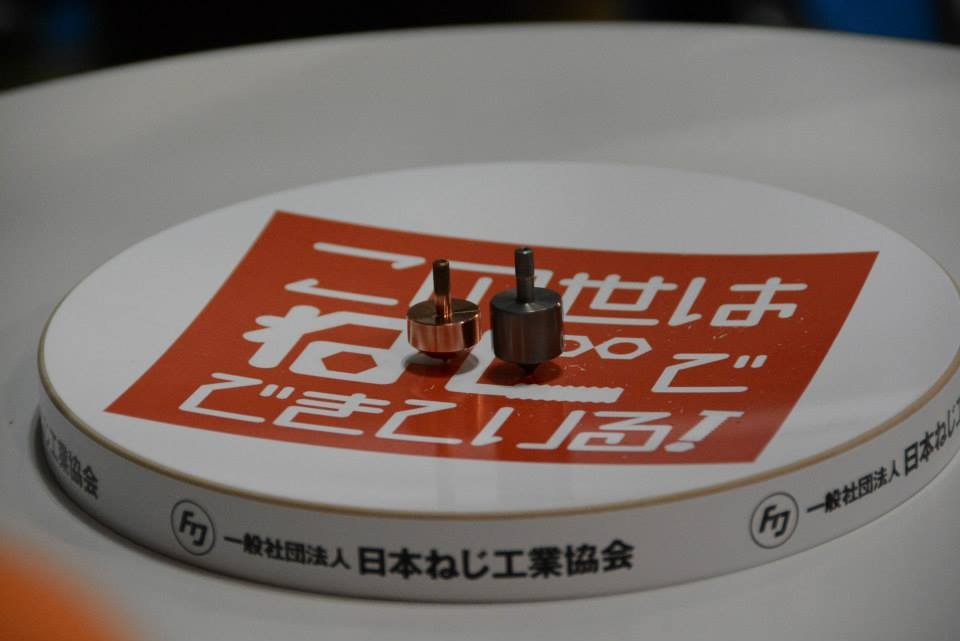 この世は
ねじで
できている!
工業協会
一般社団法人 日本ねじ工業協会
一般社団法人 日本ねじ工